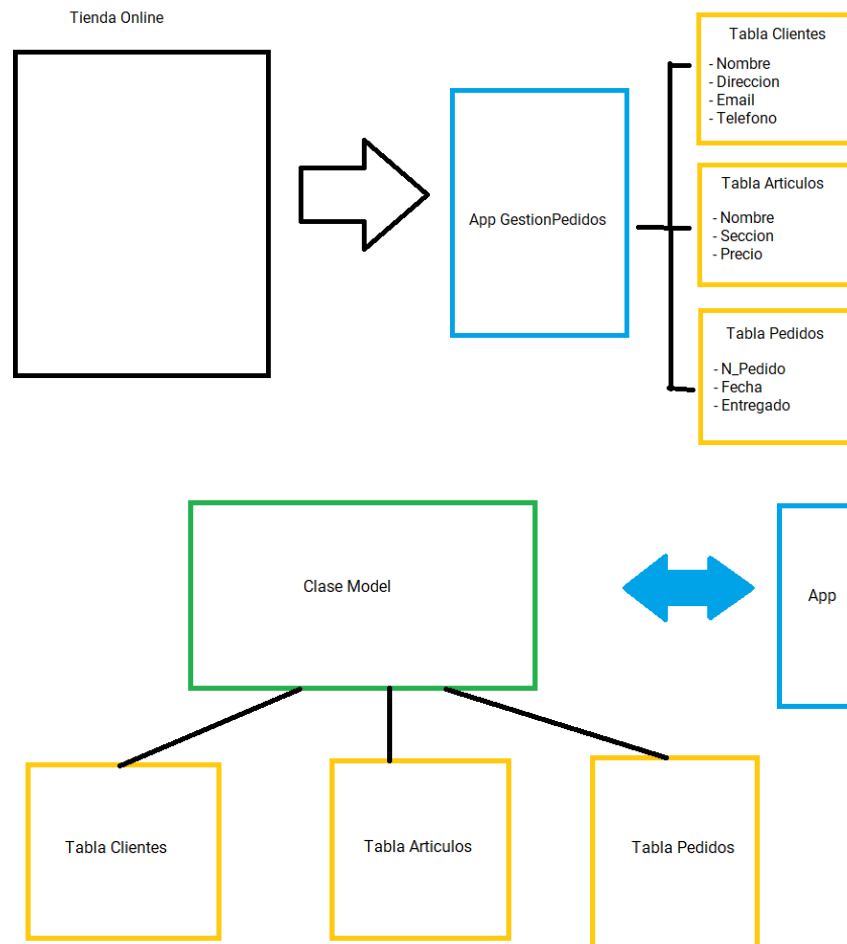 Tienda Online
Tabla Clientes
- Nombre
- Direccion
- Email
- Telefono
App GestionPedidos
Tabla Articulos
- Nombre
- Seccion
- Precio
Tabla Pedidos
- N_Pedido
- Fecha
- Entregado
Clase Model
App
Tabla Clientes
Tabla Articulos
Tabla Pedidos